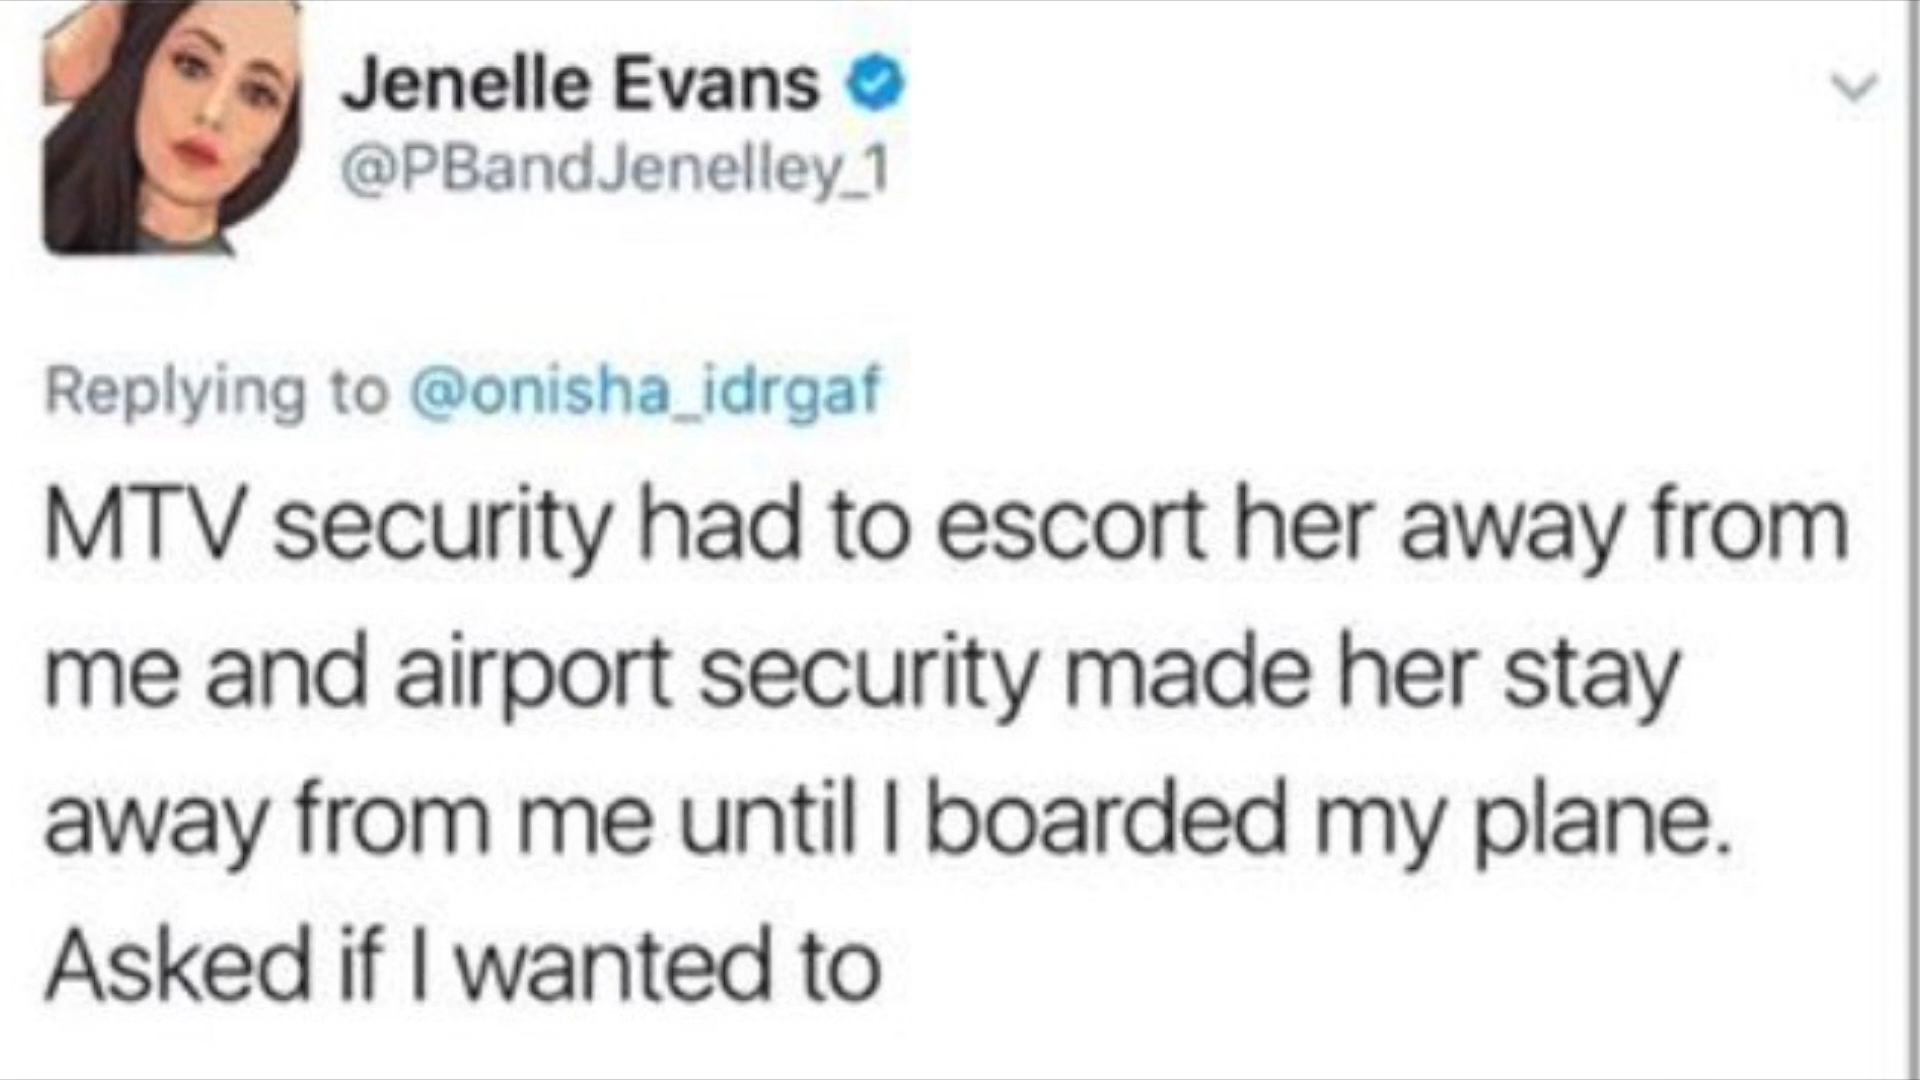 Jenelle Evans
@PBandJenelley_1
Replying to @onisha_idrgaf
MTV security had to escort her away from
me and airport security made her stay
away from me until I boarded my plane.
Asked if I wanted to